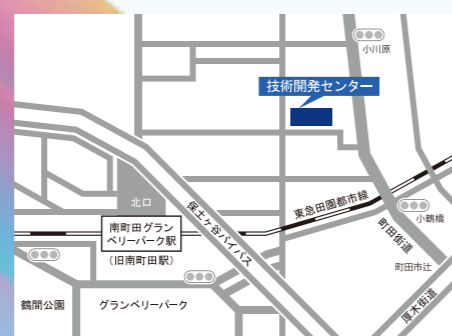 小川原
技術開発センター
北口
保土ヶ谷バイパス
東急田園都市線
南町田グラン
ベリーパーク駅
（旧南町田駅）
小鶴橋
町田街道
町田市辻
厚木街道
鶴間公園
グランベリーパーク